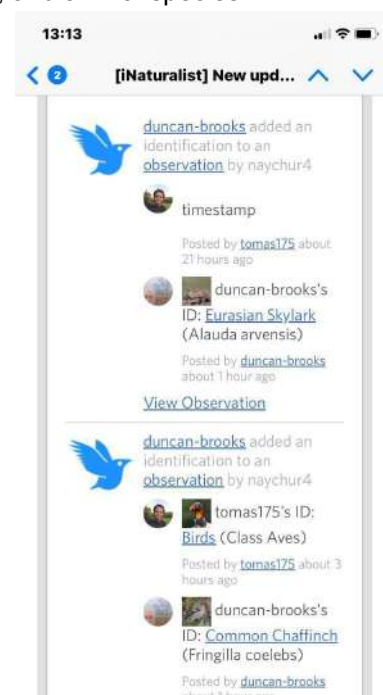 13:13
2
[iNaturalist] New upd...
duncan-brooks added an
identification to an
observation by naychur4
timestamp
Posted by tomas175 about
21 hours ago
duncan-brooks's
ID: Eurasian Skylark
(Alauda arvensis)
Posted by duncan-brooks
about 1 hour ago
View Observation
duncan-brooks added an
identification to an
observation by naychur4
tomas175's ID:
Birds (Class Aves)
Posted by tomas175 about 3
hours ago
duncan-brooks's
ID: Common Chaffinch
(Fringilla coelebs)
Posted by duncan-brooks